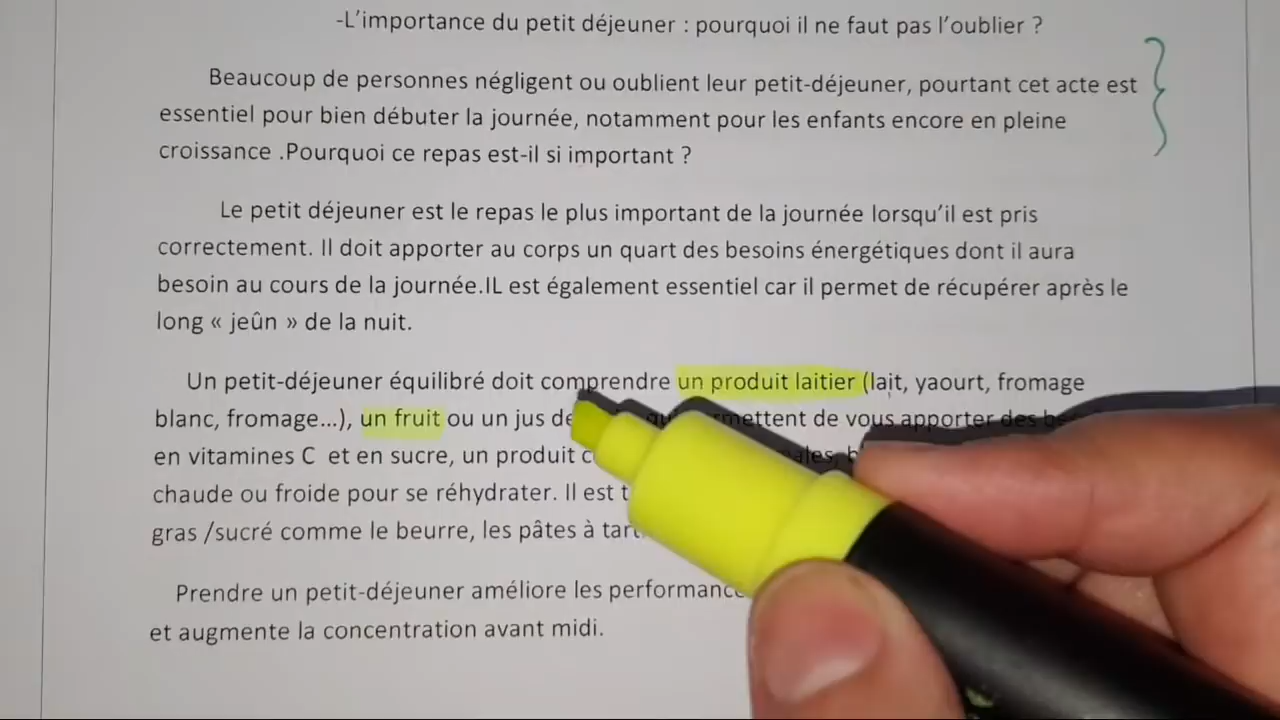 -L'importance du petit déjeuner : pourquoi il ne faut pas l'oublier ?
Beaucoup de personnes négligent ou oublient leur petit-déjeuner, pourtant cet acte est
essentiel pour bien débuter la journée, notamment pour les enfants encore en pleine
croissance .Pourquoi ce repas est-il si important ?
Le petit déjeuner est le repas le plus important de la journée lorsqu'il est pris
correctement. Il doit apporter au corps un quart des besoins énergétiques dont il aura
besoin au cours de la journée.IL est également essentiel car il permet de récupérer après le
long « jeûn » de la nuit.
Un petit-déjeuner équilibré doit comprendre un produit laitier (lait, yaourt, fromage
blanc, fromage...), un fruit ou un jus de vous apporter des
en vitamines C et en sucre, un produit
chaude ou froide pour se réhydrater. Il est
gras /sucré comme le beurre, les pâtes à
Prendre un petit-déjeuner améliore les
et augmente la concentration avant midi.